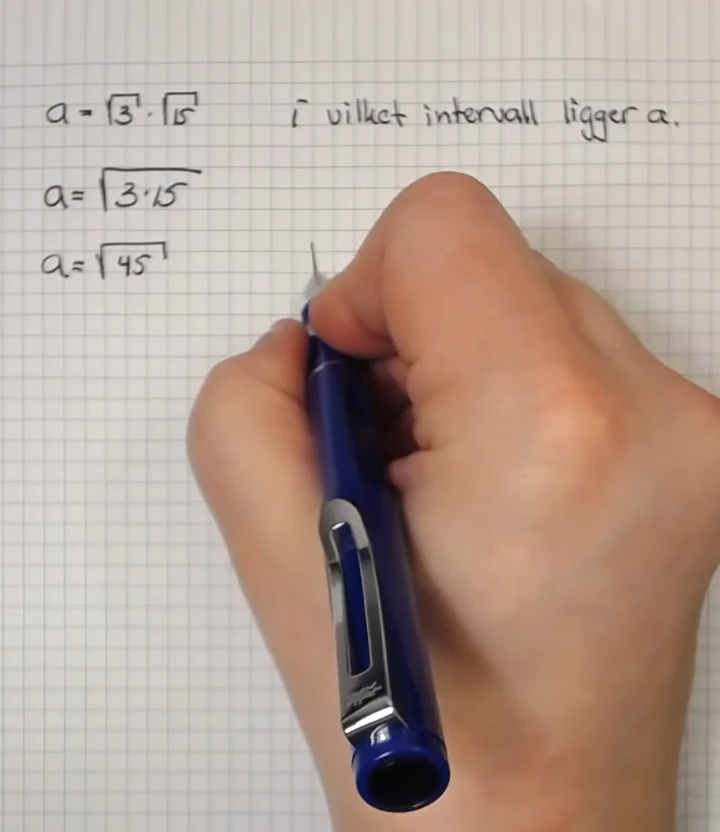 a = √3 · √15 i vilket intervall ligger a.
a = √3·15
a = √45